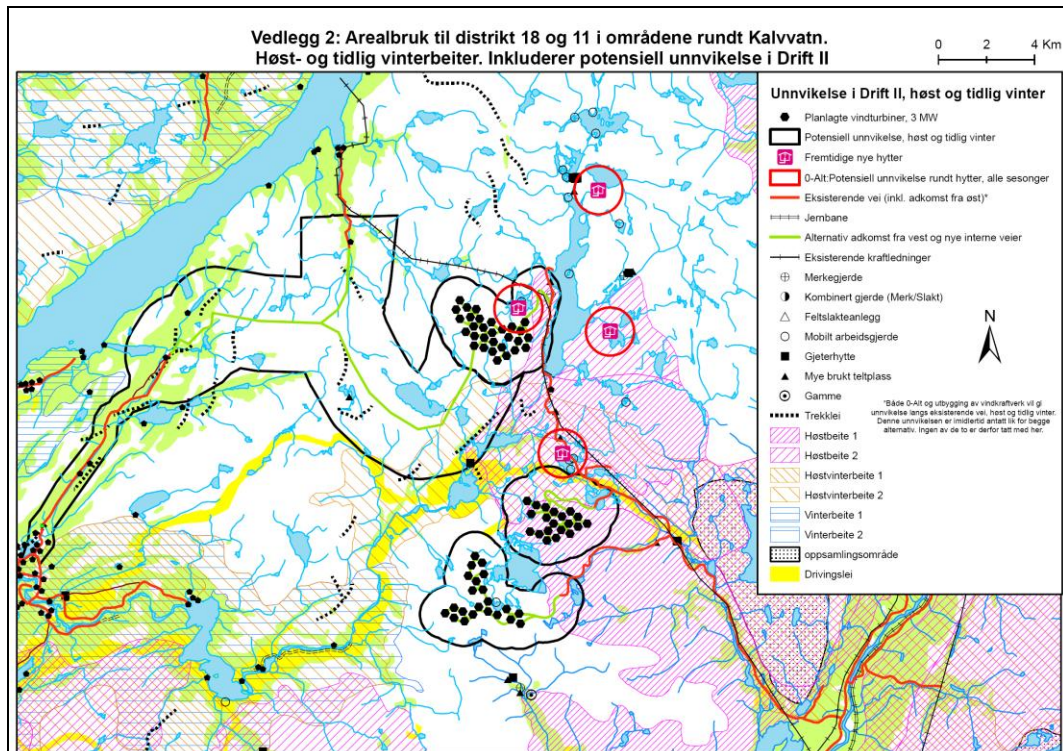 Vedlegg 2: Arealbruk til distrikt 18 og 11 i områdene rundt Kalvvatn.
Høst- og tidlig vinterbeiter. Inkluderer potensiell unnvikelse i Drift II
0 2 4 Km
Unnvikelse i Drift II, høst og tidlig vinter
Planlagte vindturbiner, 3 MW
Potensiell unnvikelse, høst og tidlig vinter
Fremtidige nye hytter
0-Alt:Potensiell unnvikelse rundt hytter, alle sesonger
Eksisterende vei (inkl. adkomst fra øst)*
Jernbane
Alternativ adkomst fra vest og nye interne veier
Eksisterende kraftledninger
Merkegjerde
Kombinert gjerde (Merk/Slakt)
Feltslakteanlegg
Mobilt arbeidsgjerde
Gjeterhytte
Mye brukt teltplass
Gamme
Trekklei
Høstbeite 1
Høstbeite 2
Høstvinterbeite 1
Høstvinterbeite 2
Vinterbeite 1
Vinterbeite 2
oppsamlingsområde
Drivingslei
N
*Både 0-Alt og utbygging av vindkraftverk vil gi
unnvikelse langs eksisterende vei, høst og tidlig vinter.
Denne unnvikelsen er imidlertid antatt lik for begge
alternativ. Ingen av de to er derfor tatt med her.